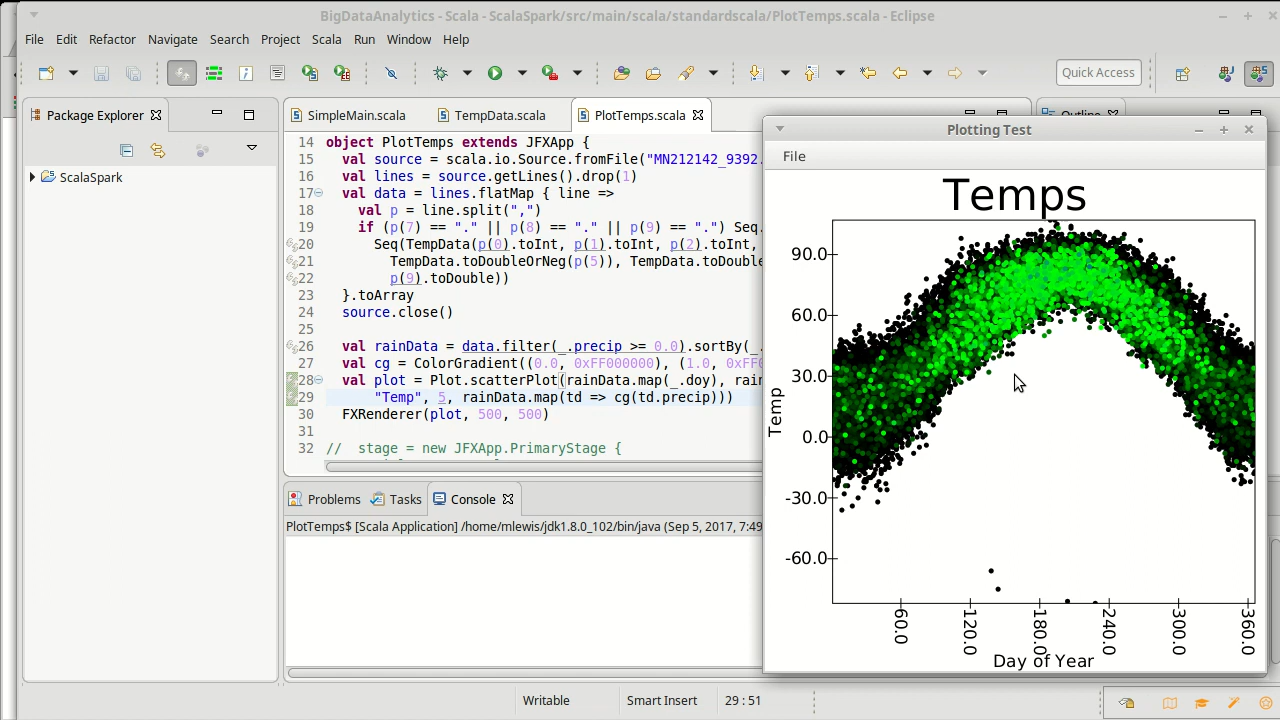 BigDataAnalytics - Scala - ScalaSpark/src/main/scala/standardscala/PlotTemps.scala - Eclipse
File Edit Refactor Navigate Search Project Scala Run Window Help
Quick Access
Package Explorer
ScalaSpark
SimpleMain.scala TempData.scala PlotTemps.scala
Outline
14 object PlotTemps extends JFXApp {
15 val source = scala.io.Source.fromFile("MN212142_9392.
16 val lines = source.getLines().drop(1)
17 val data = lines.flatMap { line =>
18 val p = line.split(",")
19 if (p(7) == "." || p(8) == "." || p(9) == ".") Seq.
20 Seq(TempData(p(0).toInt, p(1).toInt, p(2).toInt,
21 TempData.toDoubleOrNeg(p(5)), TempData.toDouble
22 p(9).toDouble))
23 }.toArray
24 source.close()
25
26 val rainData = data.filter(_.precip >= 0.0).sortBy(_.
27 val cg = ColorGradient((0.0, 0xFF000000), (1.0, 0xFF0
28 val plot = Plot.scatterPlot(rainData.map(_.doy), rain
29 "Temp", 5, rainData.map(td => cg(td.precip)))
30 FXRenderer(plot, 500, 500)
31
32 // stage = new JFXApp.PrimaryStage {
Problems Tasks Console
PlotTemps$ [Scala Application] /home/mlewis/jdk1.8.0_102/bin/java (Sep 5, 2017, 7:49
Writable Smart Insert 29 : 51
Plotting Test
File
Temps
90.0
60.0
30.0
0.0
-30.0
-60.0
Temp
60.0 120.0 180.0 240.0 300.0 360.0
Day of Year